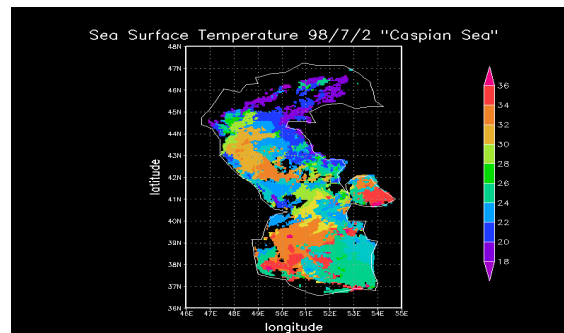 Sea Surface Temperature 98/7/2 "Caspian Sea"
48N
47N
46N
45N
44N
43N
42N
41N
40N
39N
38N
37N
36N
latitude
46E 47E 48E 49E 50E 51E 52E 53E 54E 55E
longitude
36
34
32
30
28
26
24
22
20
18